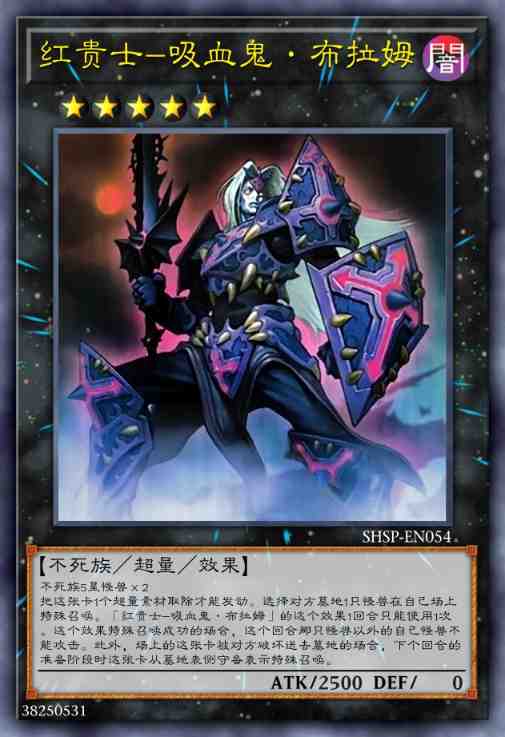 红贵士-吸血鬼·布拉姆
闇
SHSP-EN054
【不死族／超量／效果】
不死族5星怪兽×2
把这张卡1个超量素材取除才能发动。选择对方墓地1只怪兽在自己场上
特殊召唤。「红贵士-吸血鬼·布拉姆」的这个效果1回合只能使用1次
。这个效果特殊召唤成功的场合，这个回合那只怪兽以外的自己怪兽不
能攻击。此外，场上的这张卡被对方破坏送去墓地的场合，下个回合的
准备阶段时这张卡从墓地表侧守备表示特殊召唤。
ATK/2500 DEF/ 0
38250531